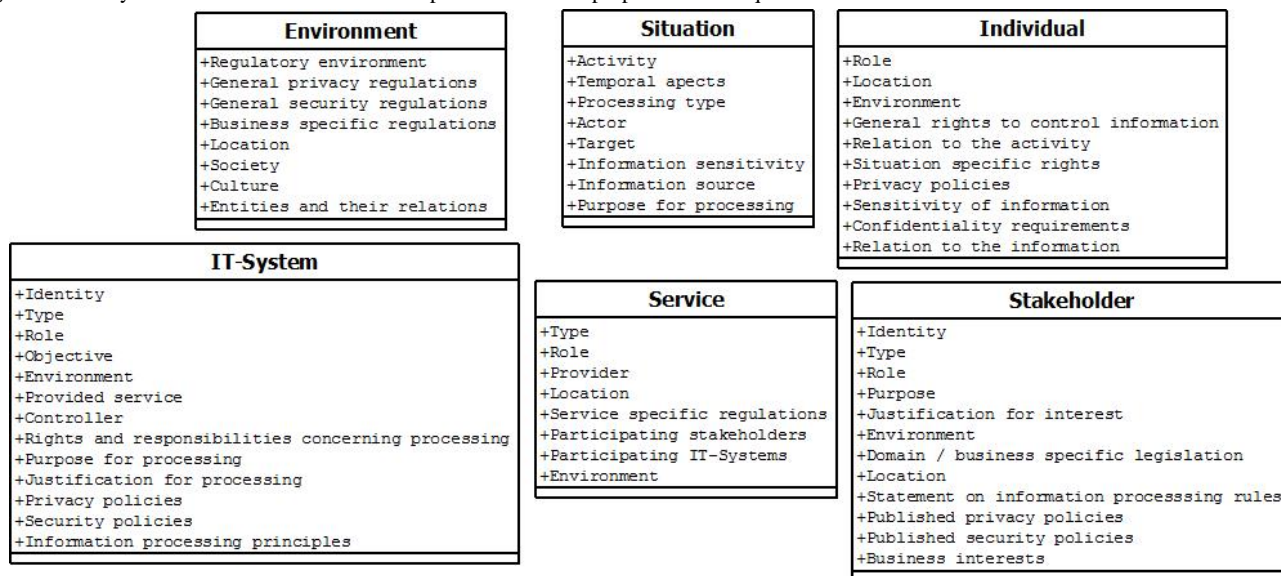 Environment
+Regulatory environment
+General privacy regulations
+General security regulations
+Business specific regulations
+Location
+Society
+Culture
+Entities and their relations
Situation
+Activity
+Temporal apects
+Processing type
+Actor
+Target
+Information sensitivity
+Information source
+Purpose for processing
Individual
+Role
+Location
+Environment
+General rights to control information
+Relation to the activity
+Situation specific rights
+Privacy policies
+Sensitivity of information
+Confidentiality requirements
+Relation to the information
IT-System
+Identity
+Type
+Role
+Objective
+Environment
+Provided service
+Controller
+Rights and responsibilities concerning processing
+Purpose for processing
+Justification for processing
+Privacy policies
+Security policies
+Information processing principles
Service
+Type
+Role
+Provider
+Location
+Service specific regulations
+Participating stakeholders
+Participating IT-Systems
+Environment
Stakeholder
+Identity
+Type
+Role
+Purpose
+Justification for interest
+Environment
+Domain / business specific legislation
+Location
+Statement on information processsing rules
+Published privacy policies
+Published security policies
+Business interests